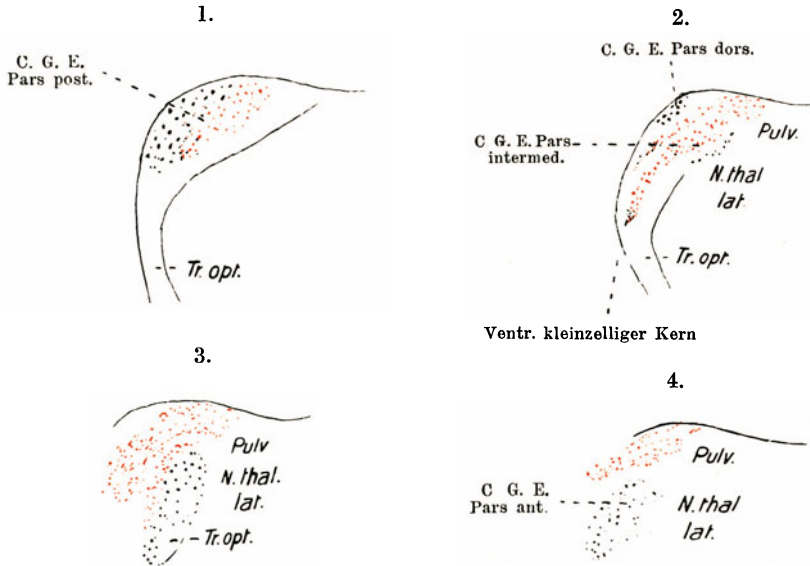 1.
C. G. E.
Pars post.
Tr. opt.
2.
C. G. E. Pars dors.
C G. E. Pars
intermed.
Pulv.
N. thal
lat.
Tr. opt.
Ventr. kleinzelliger Kern
3.
Pulv
N. thal.
lat.
Tr. opt.
4.
Pulv.
C G. E.
Pars ant.
N. thal
lat.